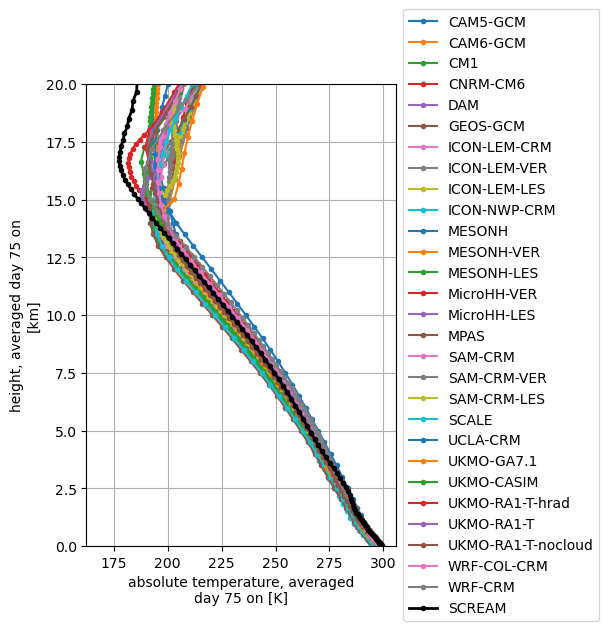 CAM5-GCM
CAM6-GCM
CM1
CNRM-CM6
DAM
GEOS-GCM
ICON-LEM-CRM
ICON-LEM-VER
ICON-LEM-LES
ICON-NWP-CRM
MESONH
MESONH-VER
MESONH-LES
MicroHH-VER
MicroHH-LES
MPAS
SAM-CRM
SAM-CRM-VER
SAM-CRM-LES
SCALE
UCLA-CRM
UKMO-GA7.1
UKMO-CASIM
UKMO-RA1-T-hrad
UKMO-RA1-T
UKMO-RA1-T-nocloud
WRF-COL-CRM
WRF-CRM
SCREAM
height, averaged day 75 on
[km]
20.0
17.5
15.0
12.5
10.0
7.5
5.0
2.5
0.0
175 200 225 250 275 300
absolute temperature, averaged
day 75 on [K]